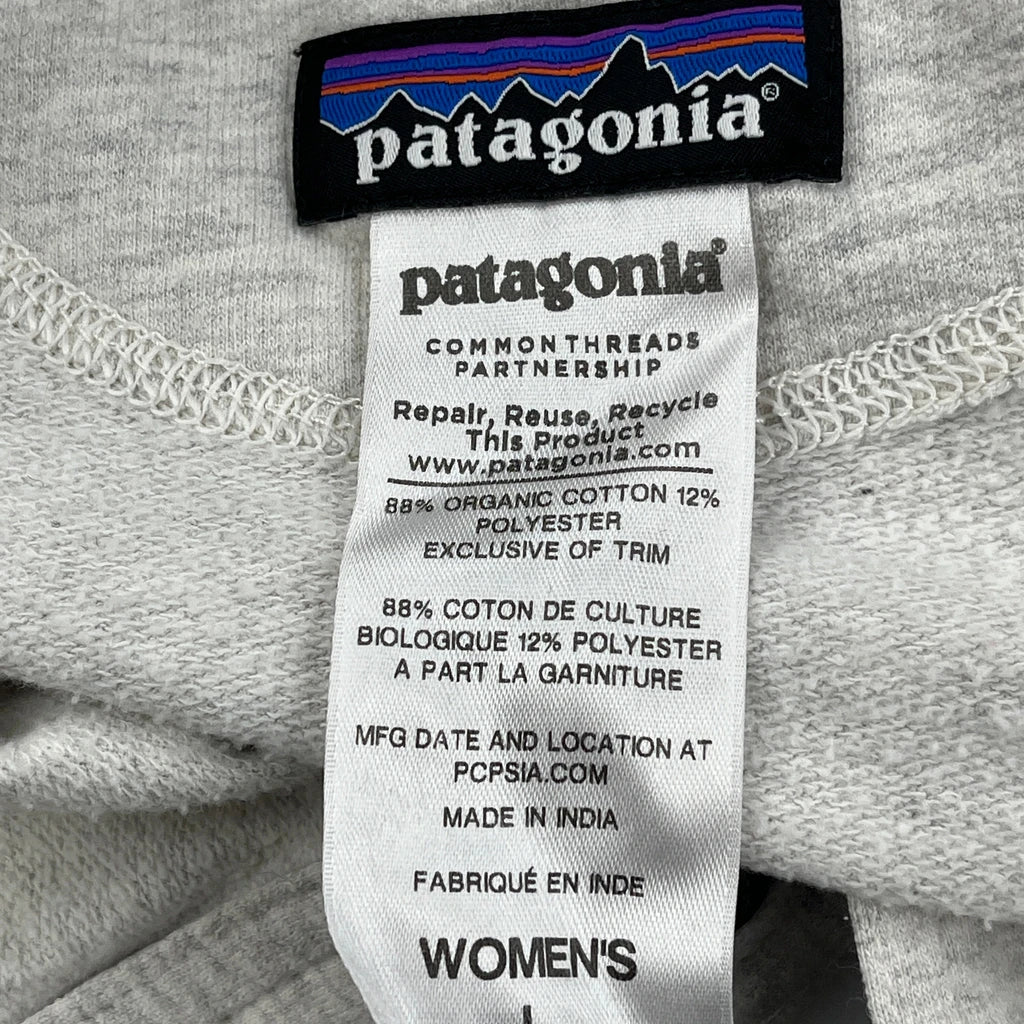 patagonia®
patagonia®
COMMON THREADS
PARTNERSHIP
Repair, Reuse, Recycle
This Product
www.patagonia.com
88% ORGANIC COTTON 12%
POLYESTER
EXCLUSIVE OF TRIM
88% COTON DE CULTURE
BIOLOGIQUE 12% POLYESTER
A PART LA GARNITURE
MFG DATE AND LOCATION AT
PCPSIA.COM
MADE IN INDIA
FABRIQUÉ EN INDE
WOMEN'S